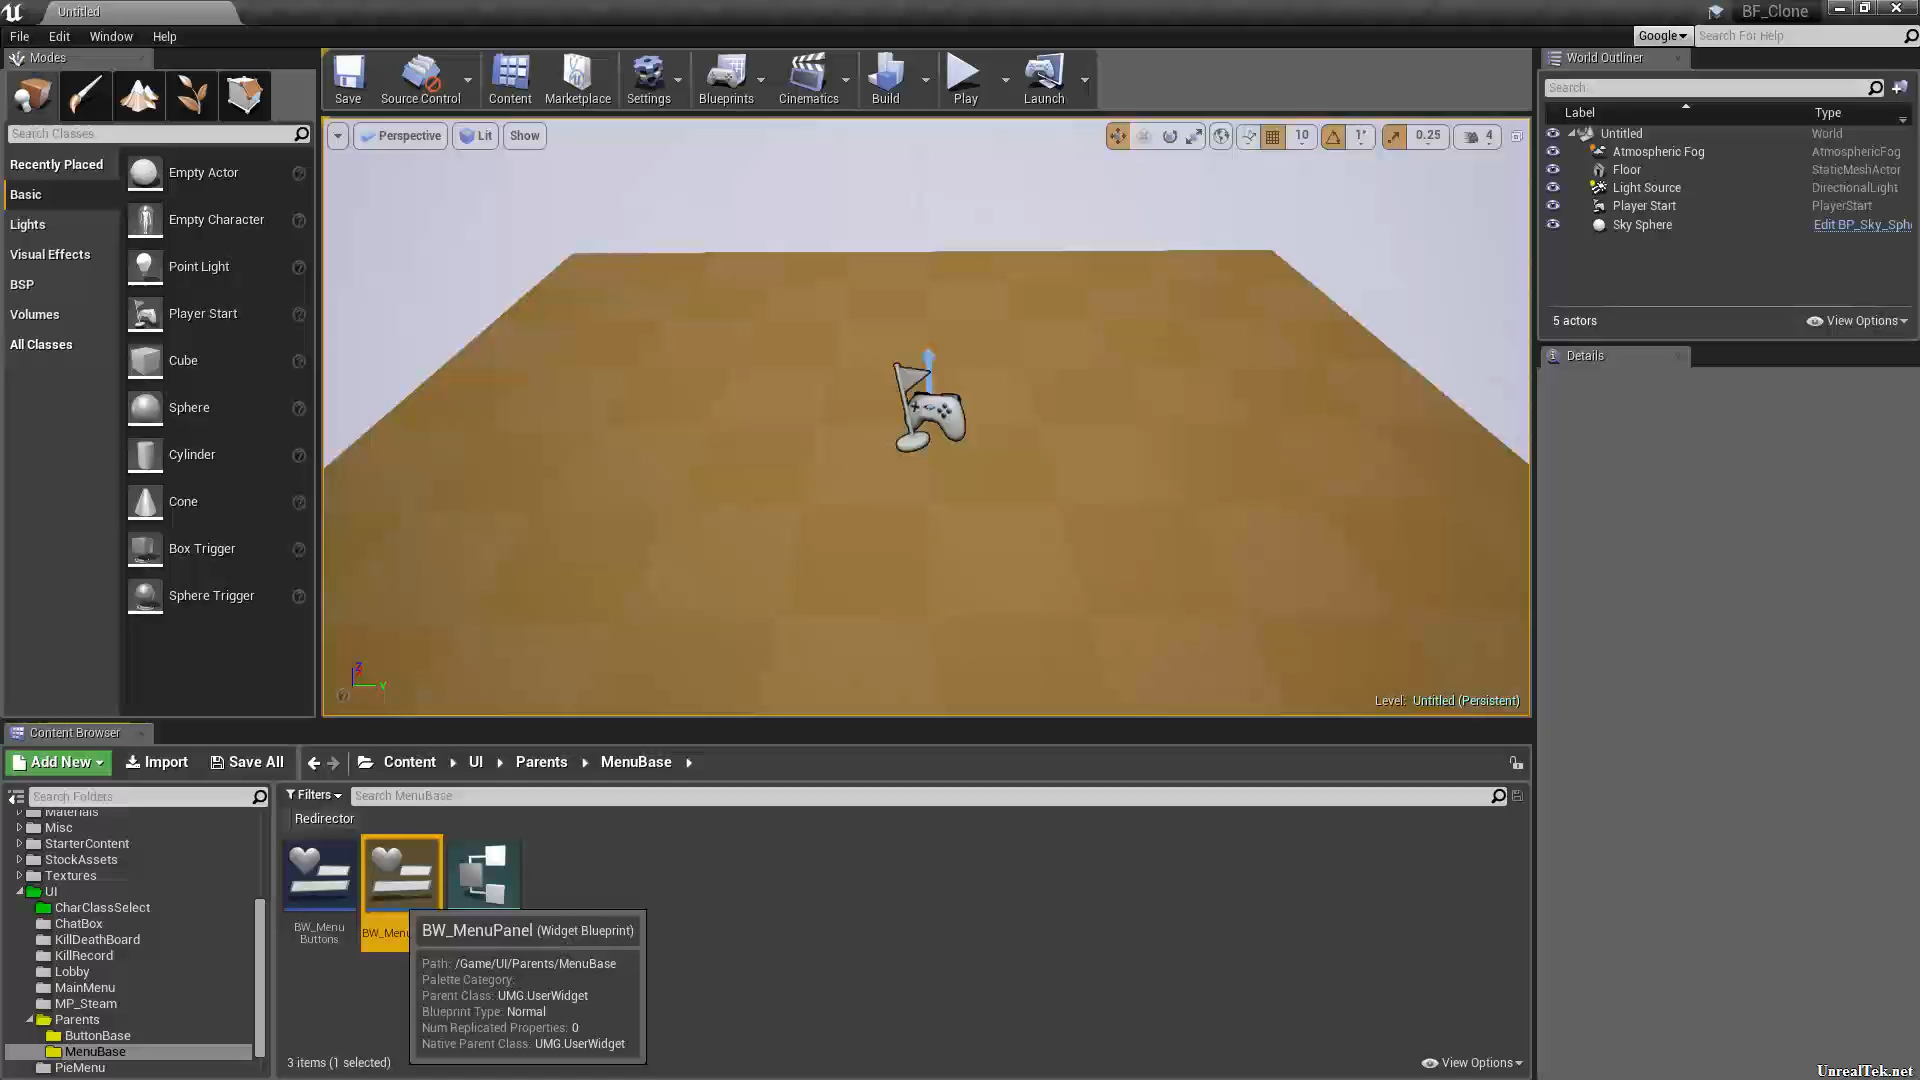 Untitled
BF_Clone
File Edit Window Help
Google
Search For Help
Modes
Save
Source Control
Content
Marketplace
Settings
Blueprints
Cinematics
Build
Play
Launch
World Outliner
Search...
Label
Type
Untitled World
Atmospheric Fog AtmosphericFog
Floor StaticMeshActor
Light Source DirectionalLight
Player Start PlayerStart
Sky Sphere Edit BP_Sky_Sph
5 actors
View Options
Details
Search Classes
Recently Placed
Basic
Lights
Visual Effects
BSP
Volumes
All Classes
Empty Actor
Empty Character
Point Light
Player Start
Cube
Sphere
Cylinder
Cone
Box Trigger
Sphere Trigger
Perspective
Lit
Show
10
1°
0.25
4
Z
Y
Level: Untitled (Persistent)
Content Browser
Add New
Import
Save All
Content
UI
Parents
MenuBase
Search Folders
Filters
Search MenuBase
Redirector
Materials
Misc
StarterContent
StockAssets
Textures
UI
CharClassSelect
ChatBox
KillDeathBoard
KillRecord
Lobby
MainMenu
MP_Steam
Parents
ButtonBase
MenuBase
PieMenu
BW_Menu
Buttons
BW_Menu
BW_MenuPanel (Widget Blueprint)
Path: /Game/UI/Parents/MenuBase
Palette Category:
Parent Class: UMG.UserWidget
Blueprint Type: Normal
Num Replicated Properties: 0
Native Parent Class: UMG.UserWidget
3 items (1 selected)
View Options
UnrealTek.net